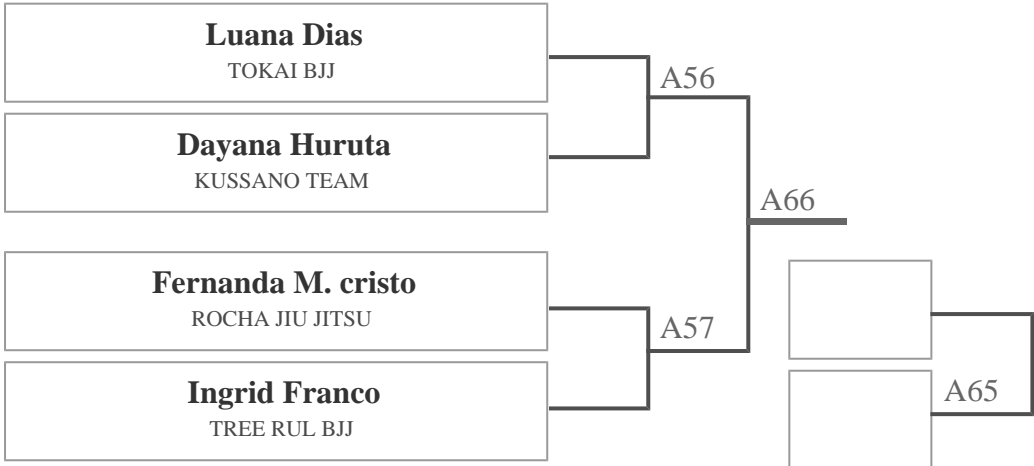 Luana Dias
TOKAI BJJ
A56
Dayana Huruta
KUSSANO TEAM
A66
Fernanda M. cristo
ROCHA JIU JITSU
A57
Ingrid Franco
TREE RUL BJJ
A65